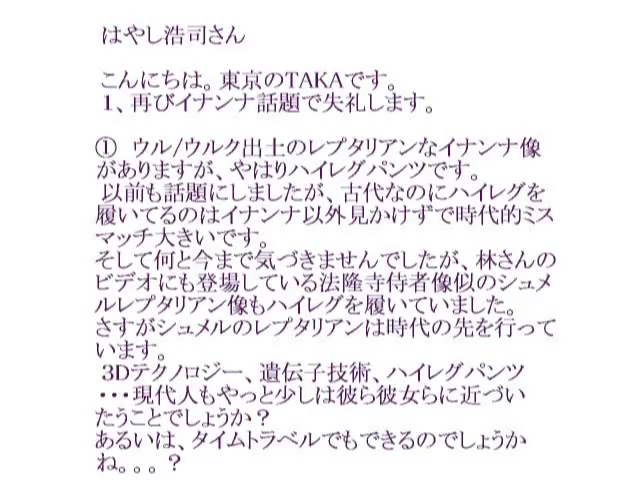 はやし浩司さん
こんにちは。東京のTAKAです。
１、再びイナンナ話題で失礼します。
① ウル/ウルク出土のレプタリアンなイナンナ像
がありますが、やはりハイレグパンツです。
以前も話題にしましたが、古代なのにハイレグを
履いてるのはイナンナ以外見かけずで時代的ミス
マッチ大きいです。
そして何と今まで気づきませんでしたが、林さんの
ビデオにも登場している法隆寺侍者像似のシュメ
ルレプタリアン像もハイレグを履いていました。
さすがシュメルのレプタリアンは時代の先を行って
います。
3Dテクノロジー、遺伝子技術、ハイレグパンツ
・・・現代人もやっと少しは彼ら彼女らに近づい
たうことでしょうか？
あるいは、タイムトラベルでもできるのでしょうか
ね。。。？